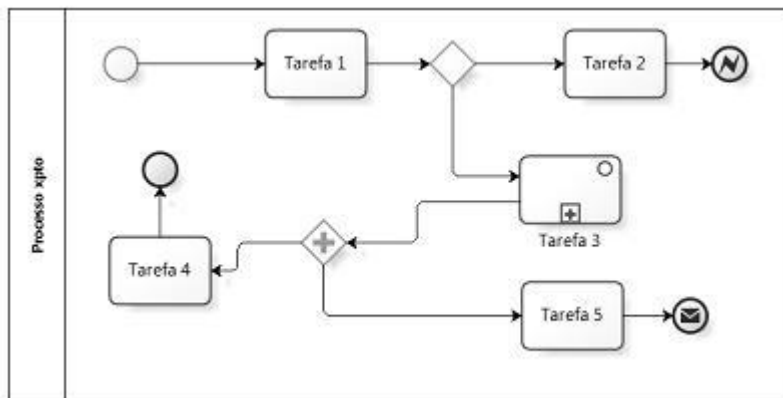 Processo xpto
Tarefa 1
Tarefa 2
Tarefa 3
Tarefa 4
Tarefa 5